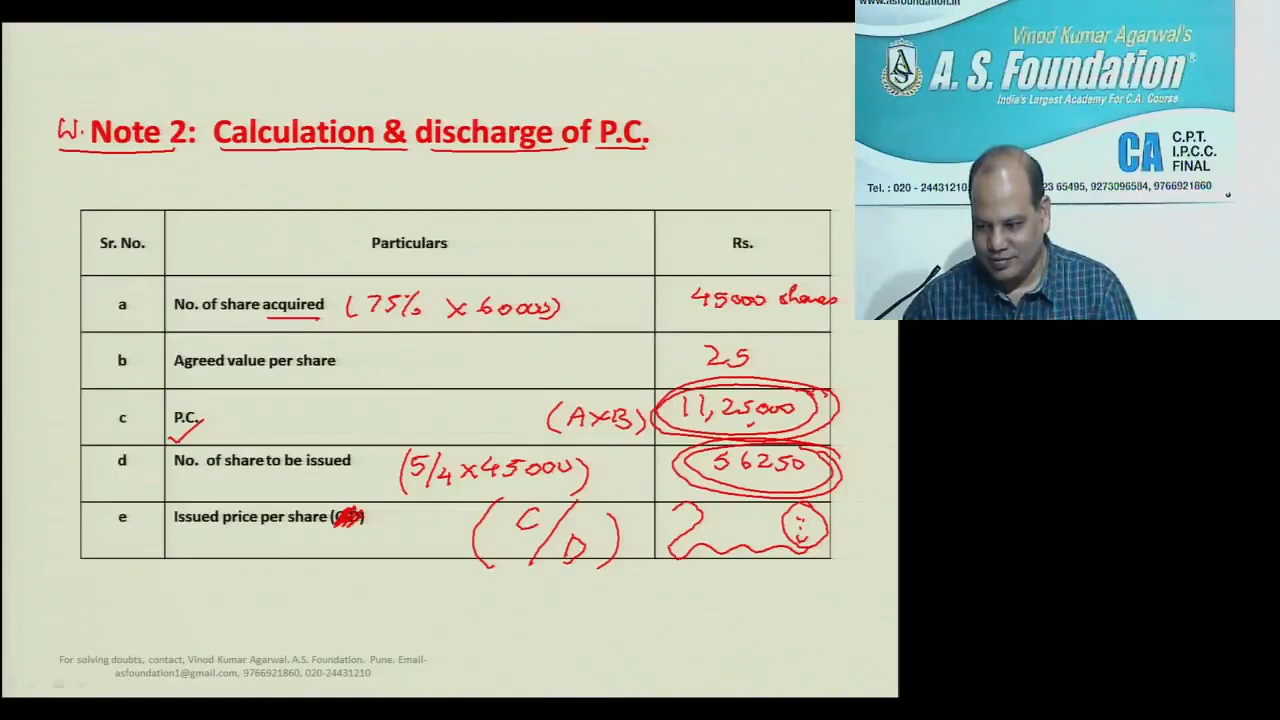 www.asfoundation.in
Vinod Kumar Agarwal's
A. S. Foundation®
India's Largest Academy For C.A. Course
CA
C.P.T.
I.P.C.C.
FINAL
Tel. : 020 - 24431210, 23 65495, 9273096584, 9766921860
W. Note 2: Calculation & discharge of P.C.
Sr. No. Particulars Rs.
a No. of share acquired (75% × 60000) 45000 shares
b Agreed value per share 25
c P.C. (A×B) 11,25000
d No. of share to be issued (5/4 × 45000) 56250
e Issued price per share ( ) (C/D) 2
For solving doubts, contact, Vinod Kumar Agarwal. A.S. Foundation. Pune. Email-
asfoundation1@gmail.com, 9766921860, 020-24431210